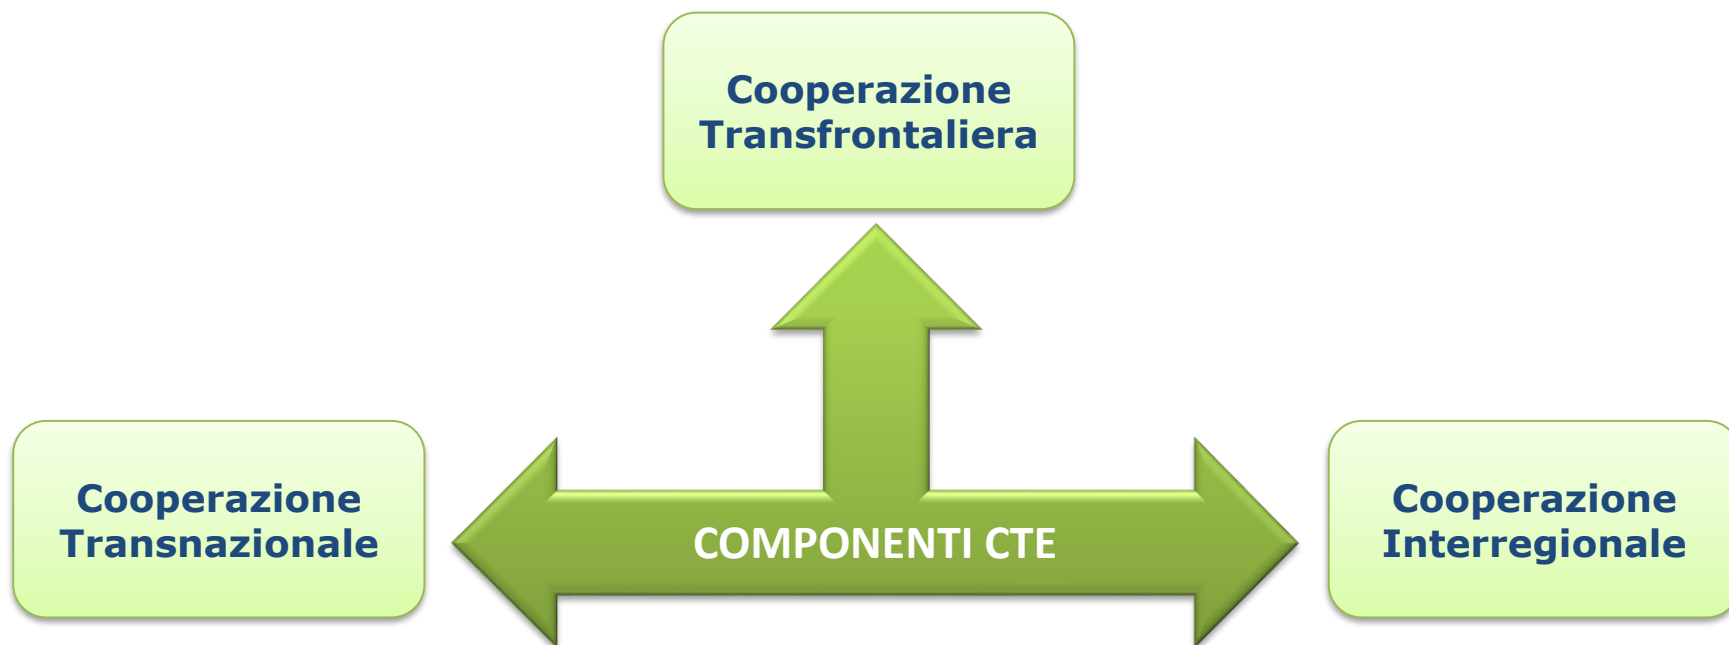 Cooperazione
Transfrontaliera
Cooperazione
Transnazionale
COMPONENTI CTE
Cooperazione
Interregionale